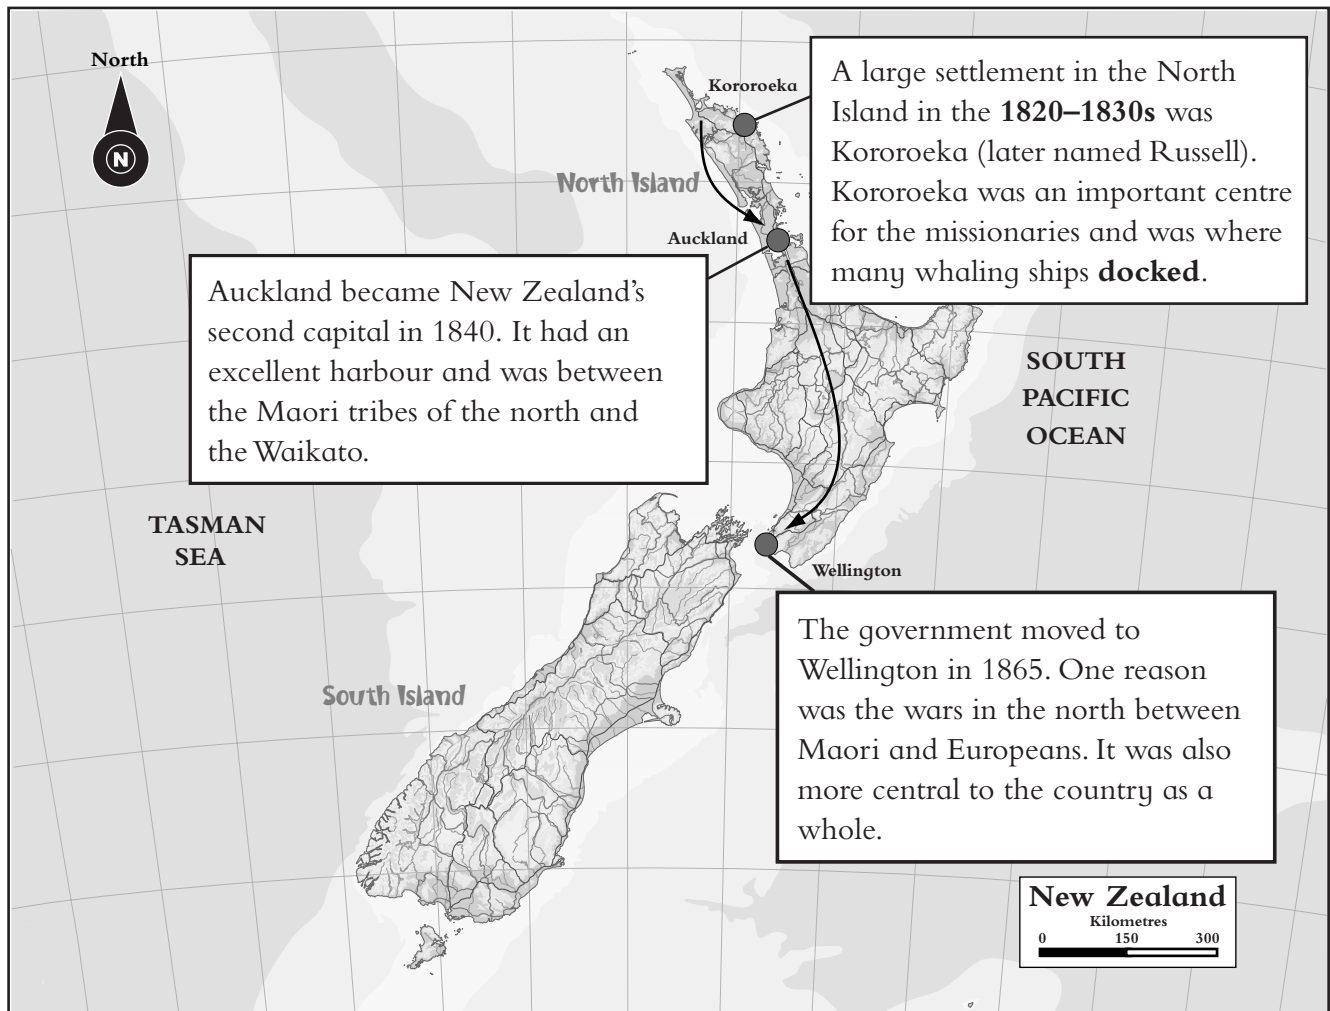 North
N
Kororoeka
A large settlement in the North
Island in the 1820–1830s was
Kororoeka (later named Russell).
Kororoeka was an important centre
for the missionaries and was where
many whaling ships docked.
North Island
Auckland
Auckland became New Zealand’s
second capital in 1840. It had an
excellent harbour and was between
the Maori tribes of the north and
the Waikato.
SOUTH
PACIFIC
OCEAN
TASMAN
SEA
Wellington
The government moved to
Wellington in 1865. One reason
was the wars in the north between
Maori and Europeans. It was also
more central to the country as a
whole.
South Island
New Zealand
Kilometres
0 150 300